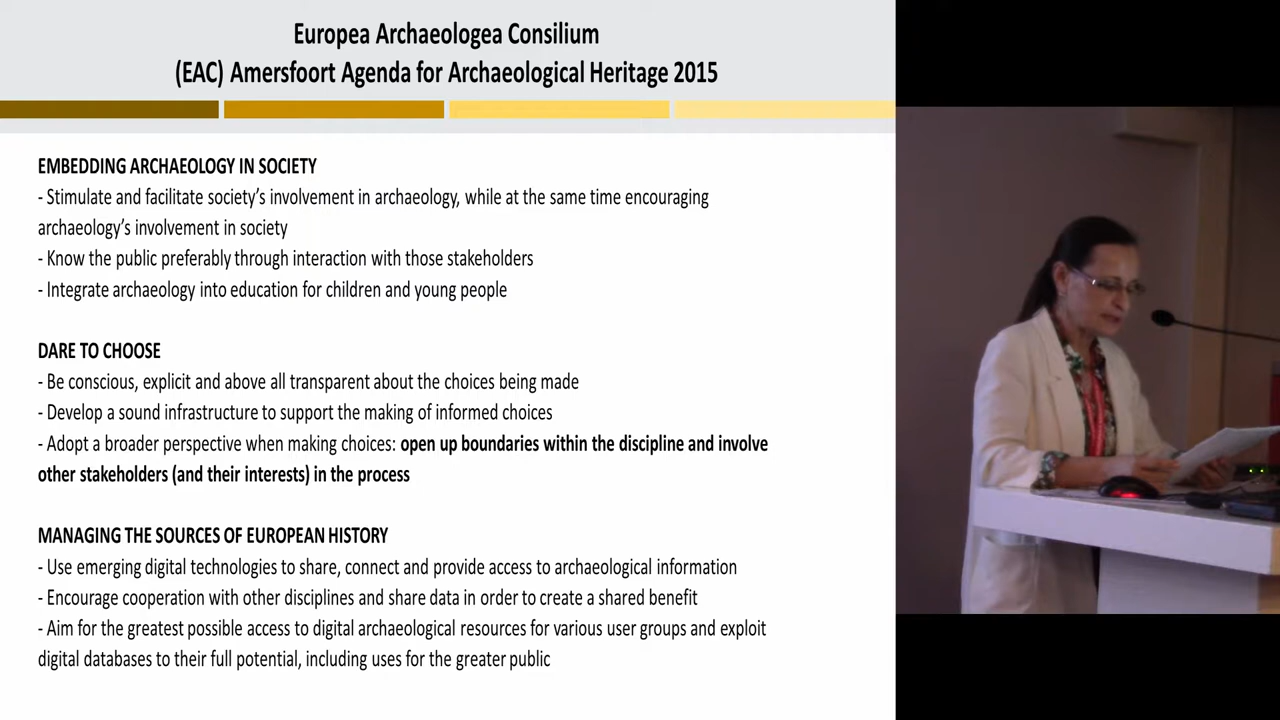 Europea Archaeologea Consilium
(EAC) Amersfoort Agenda for Archaeological Heritage 2015
EMBEDDING ARCHAEOLOGY IN SOCIETY
- Stimulate and facilitate society’s involvement in archaeology, while at the same time encouraging
archaeology’s involvement in society
- Know the public preferably through interaction with those stakeholders
- Integrate archaeology into education for children and young people
DARE TO CHOOSE
- Be conscious, explicit and above all transparent about the choices being made
- Develop a sound infrastructure to support the making of informed choices
- Adopt a broader perspective when making choices: open up boundaries within the discipline and involve
other stakeholders (and their interests) in the process
MANAGING THE SOURCES OF EUROPEAN HISTORY
- Use emerging digital technologies to share, connect and provide access to archaeological information
- Encourage cooperation with other disciplines and share data in order to create a shared benefit
- Aim for the greatest possible access to digital archaeological resources for various user groups and exploit
digital databases to their full potential, including uses for the greater public